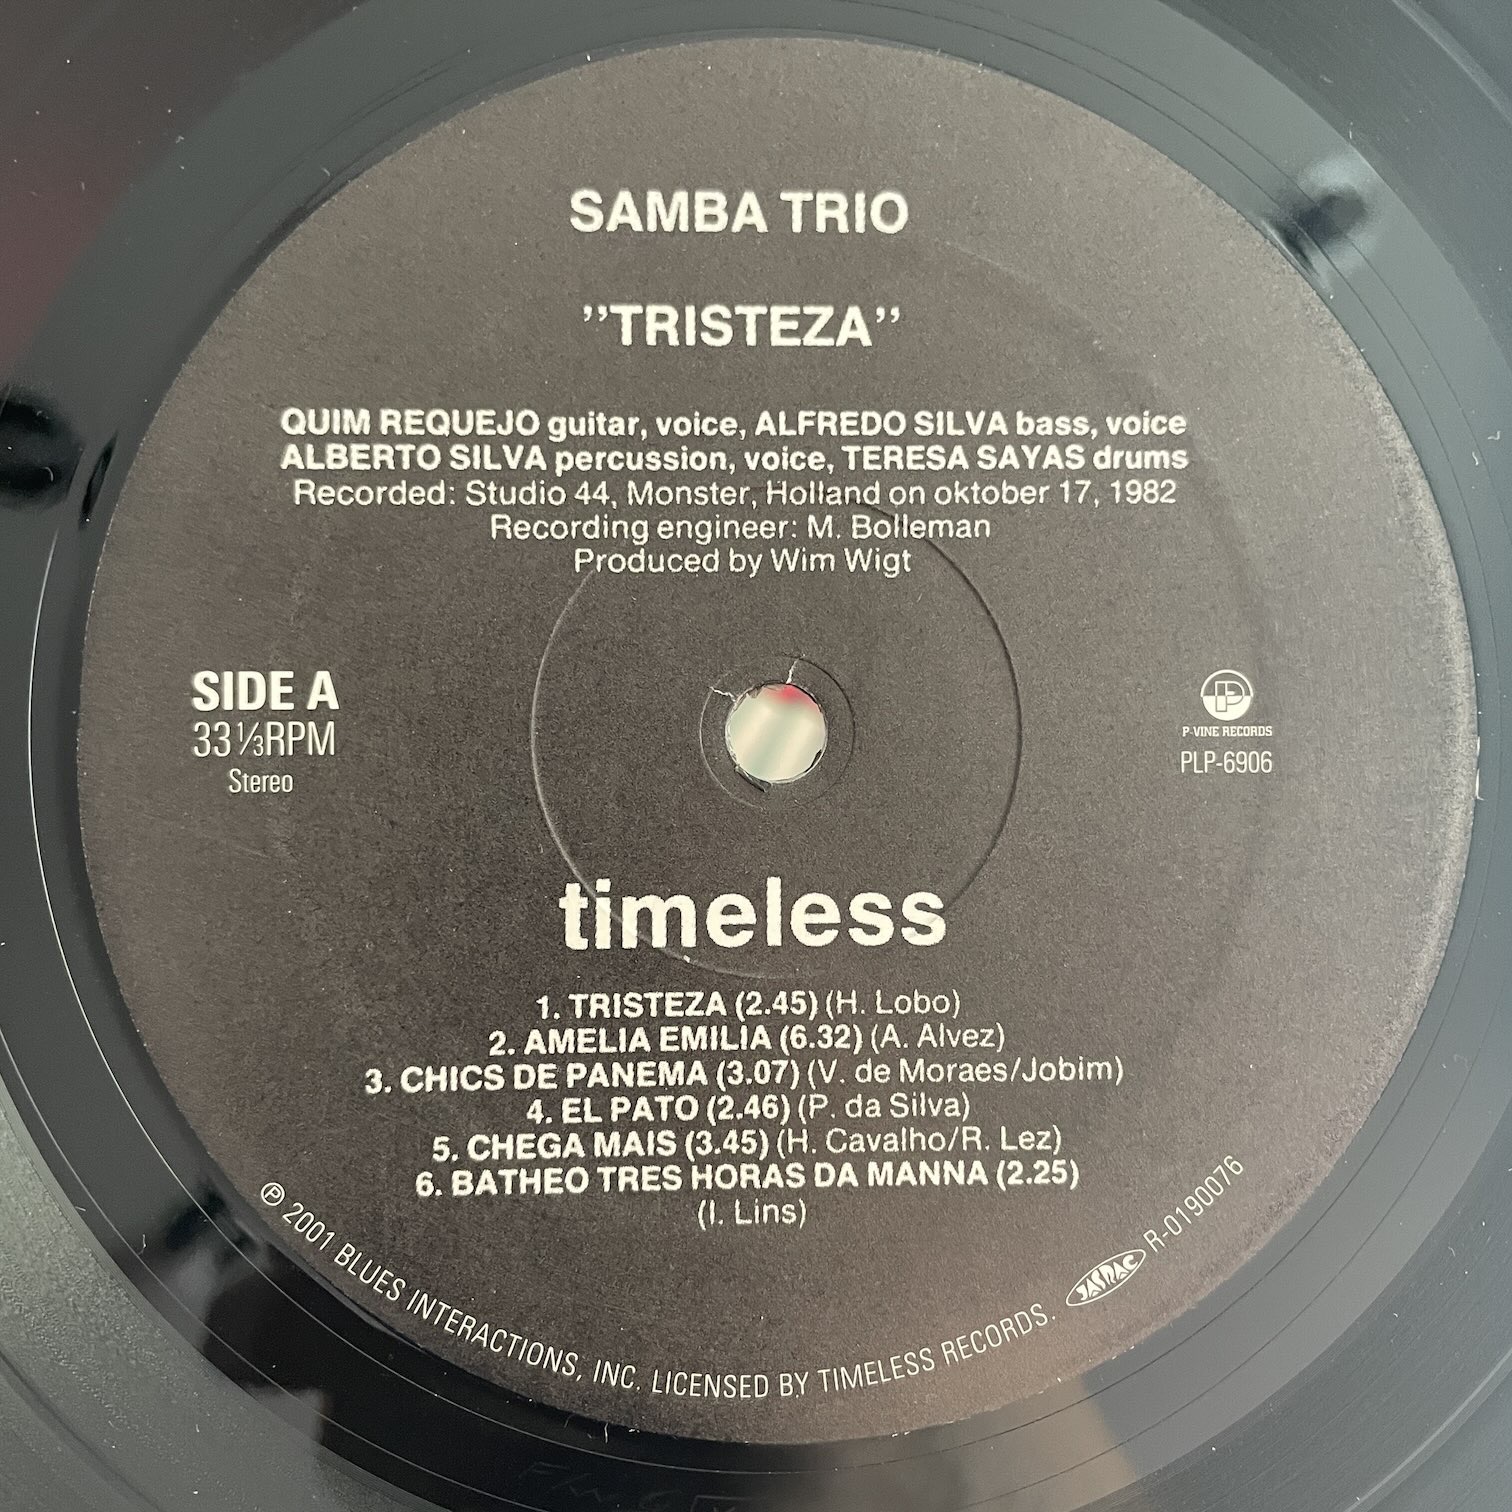 SAMBA TRIO
”TRISTEZA”
QUIM REQUEJO guitar, voice, ALFREDO SILVA bass, voice
ALBERTO SILVA percussion, voice, TERESA SAYAS drums
Recorded: Studio 44, Monster, Holland on oktober 17, 1982
Recording engineer: M. Bolleman
Produced by Wim Wigt
SIDE A
33 1/3 RPM
Stereo
P-VINE RECORDS
PLP-6906
timeless
1. TRISTEZA (2.45) (H. Lobo)
2. AMELIA EMILIA (6.32) (A. Alvez)
3. CHICS DE PANEMA (3.07) (V. de Moraes/Jobim)
4. EL PATO (2.46) (P. da Silva)
5. CHEGA MAIS (3.45) (H. Cavalho/R. Lez)
6. BATHEO TRES HORAS DA MANNA (2.25)
(I. Lins)
℗ 2001 BLUES INTERACTIONS, INC. LICENSED BY TIMELESS RECORDS. JASRAC R-0190076